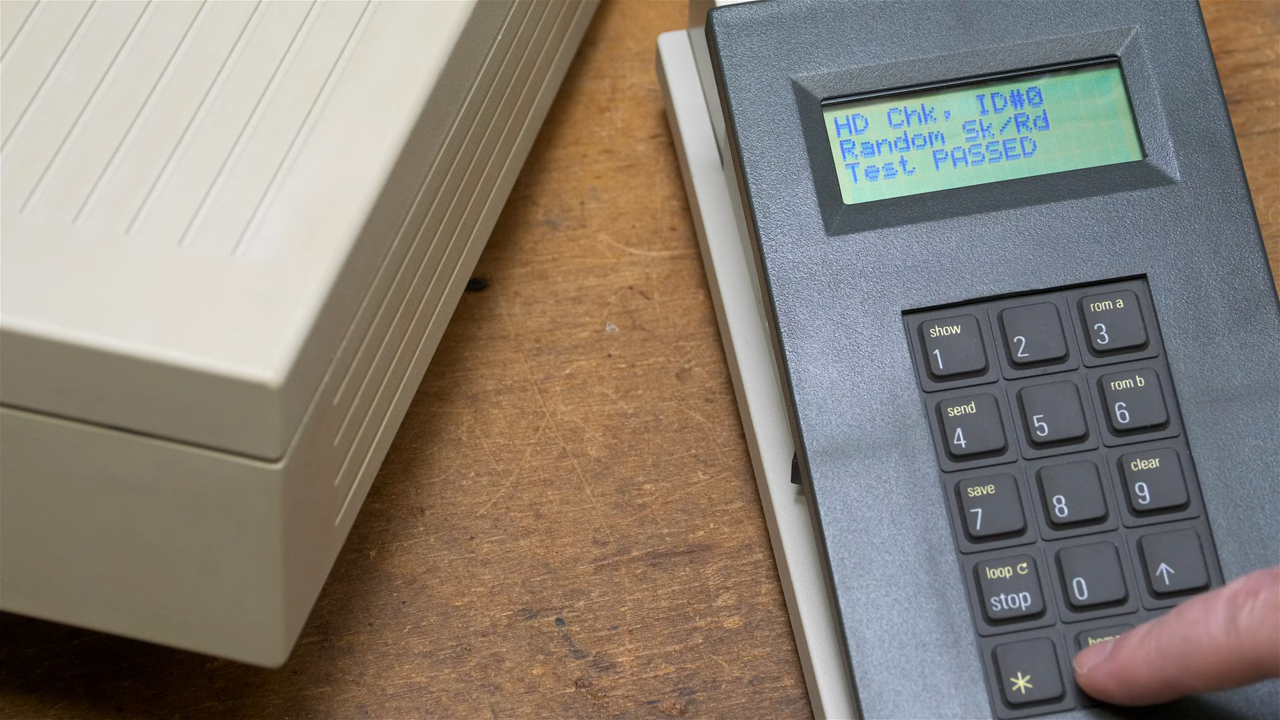 HD Chk, ID#0
Random Sk/Rd
Test PASSED
show
1
2
rom a
3
send
4
5
rom b
6
save
7
8
clear
9
loop
stop
0
↑
*